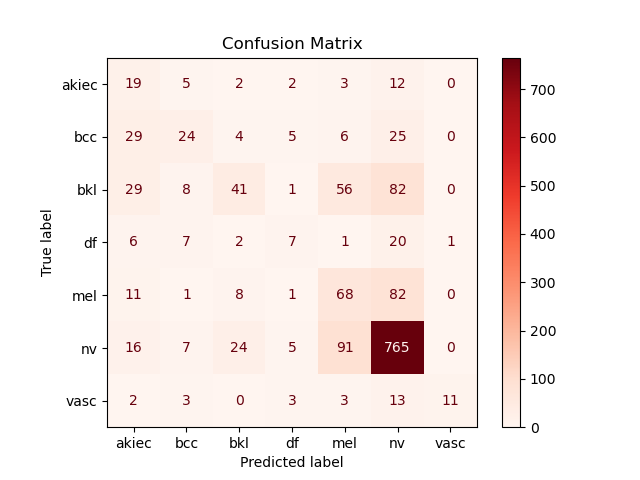 Confusion Matrix
akiec 19 5 2 2 3 12 0
bcc 29 24 4 5 6 25 0
bkl 29 8 41 1 56 82 0
df 6 7 2 7 1 20 1
mel 11 1 8 1 68 82 0
nv 16 7 24 5 91 765 0
vasc 2 3 0 3 3 13 11
akiec bcc bkl df mel nv vasc
Predicted label
True label
700
600
500
400
300
200
100
0